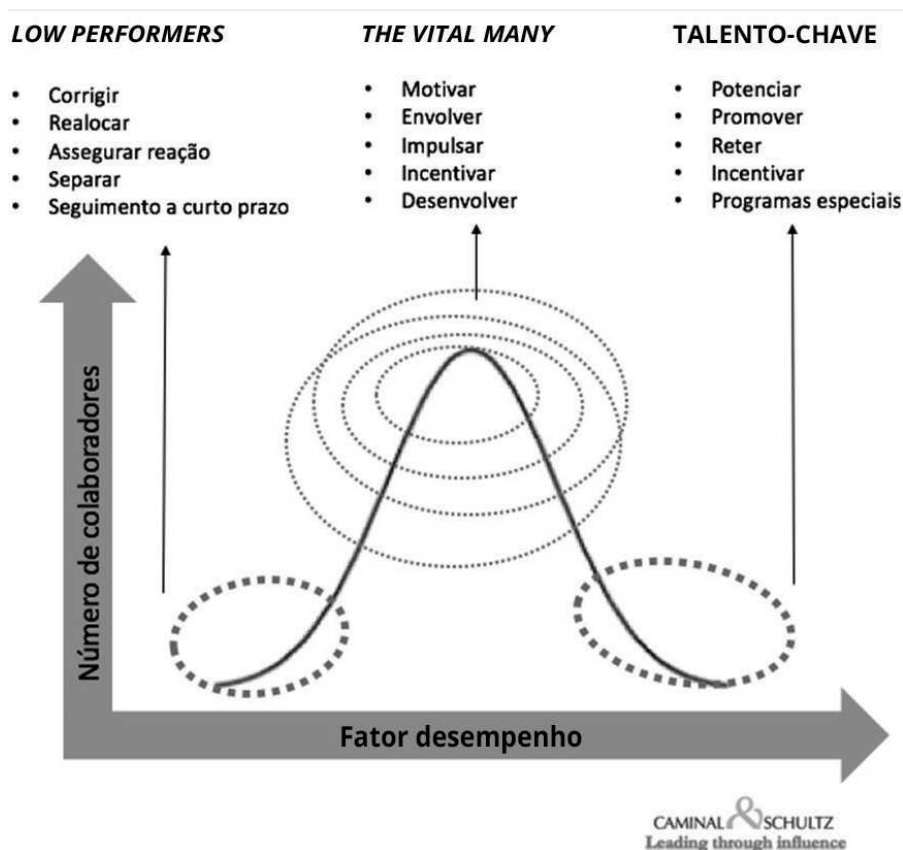 LOW PERFORMERS
• Corrigir
• Realocar
• Assegurar reação
• Separar
• Seguimento a curto prazo
THE VITAL MANY
• Motivar
• Envolver
• Impulsar
• Incentivar
• Desenvolver
TALENTO-CHAVE
• Potenciar
• Promover
• Reter
• Incentivar
• Programas especiais
Número de colaboradores
Fator desempenho
CAMINAL & SCHULTZ
Leading through influence